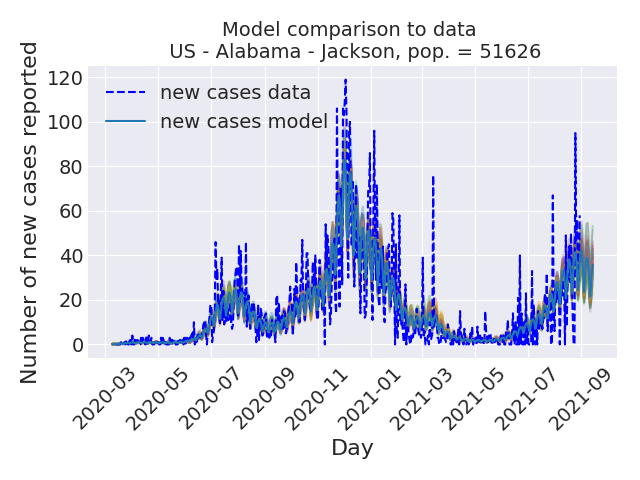 Model comparison to data
US - Alabama - Jackson, pop. = 51626
Number of new cases reported
120
100
80
60
40
20
0
new cases data
new cases model
2020-03
2020-05
2020-07
2020-09
2020-11
2021-01
2021-03
2021-05
2021-07
2021-09
Day